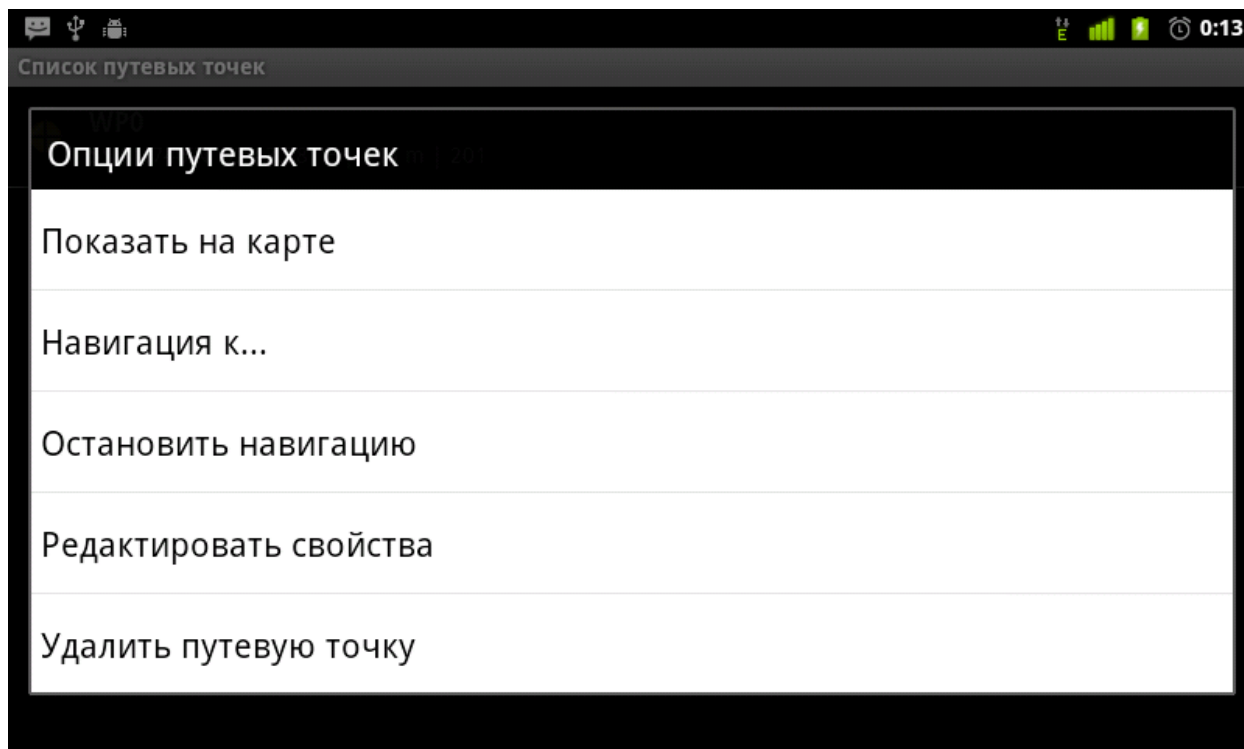 E 0:13
Список путевых точек
WP0
Опции путевых точек
Показать на карте
Навигация к...
Остановить навигацию
Редактировать свойства
Удалить путевую точку